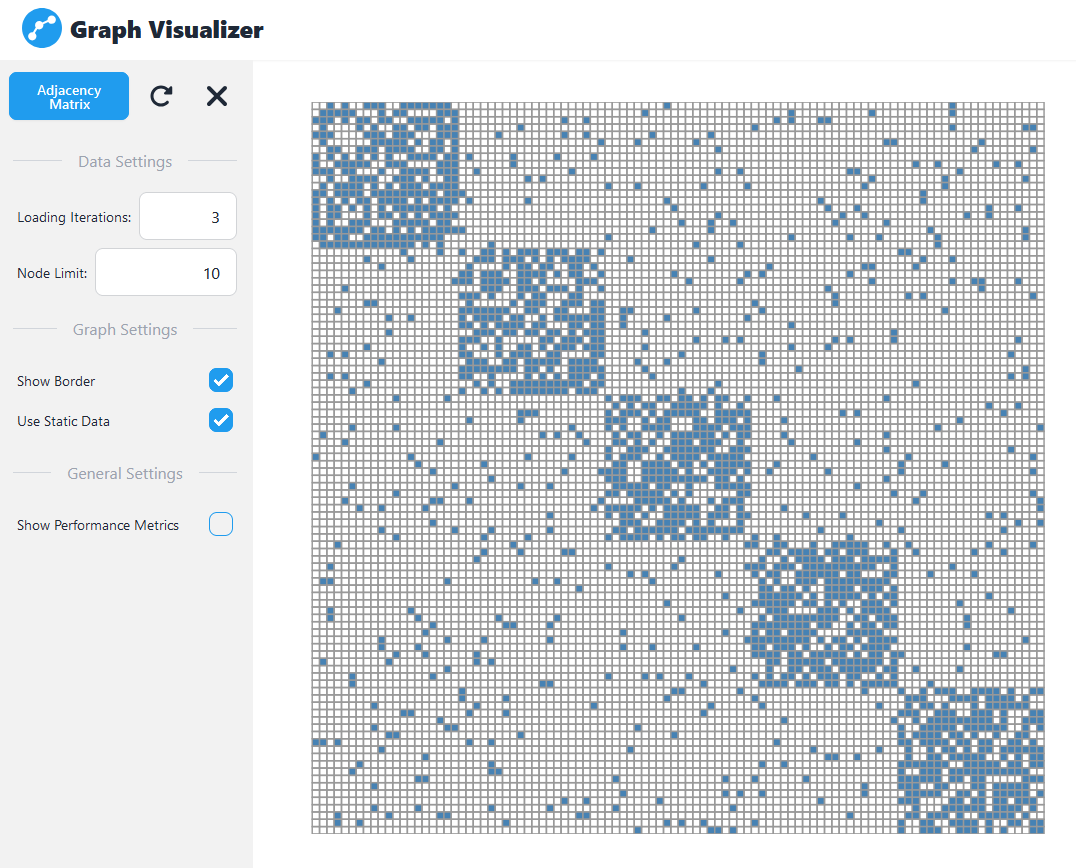 Graph Visualizer
Adjacency
Matrix
Data Settings
Loading Iterations: 3
Node Limit: 10
Graph Settings
Show Border
Use Static Data
General Settings
Show Performance Metrics